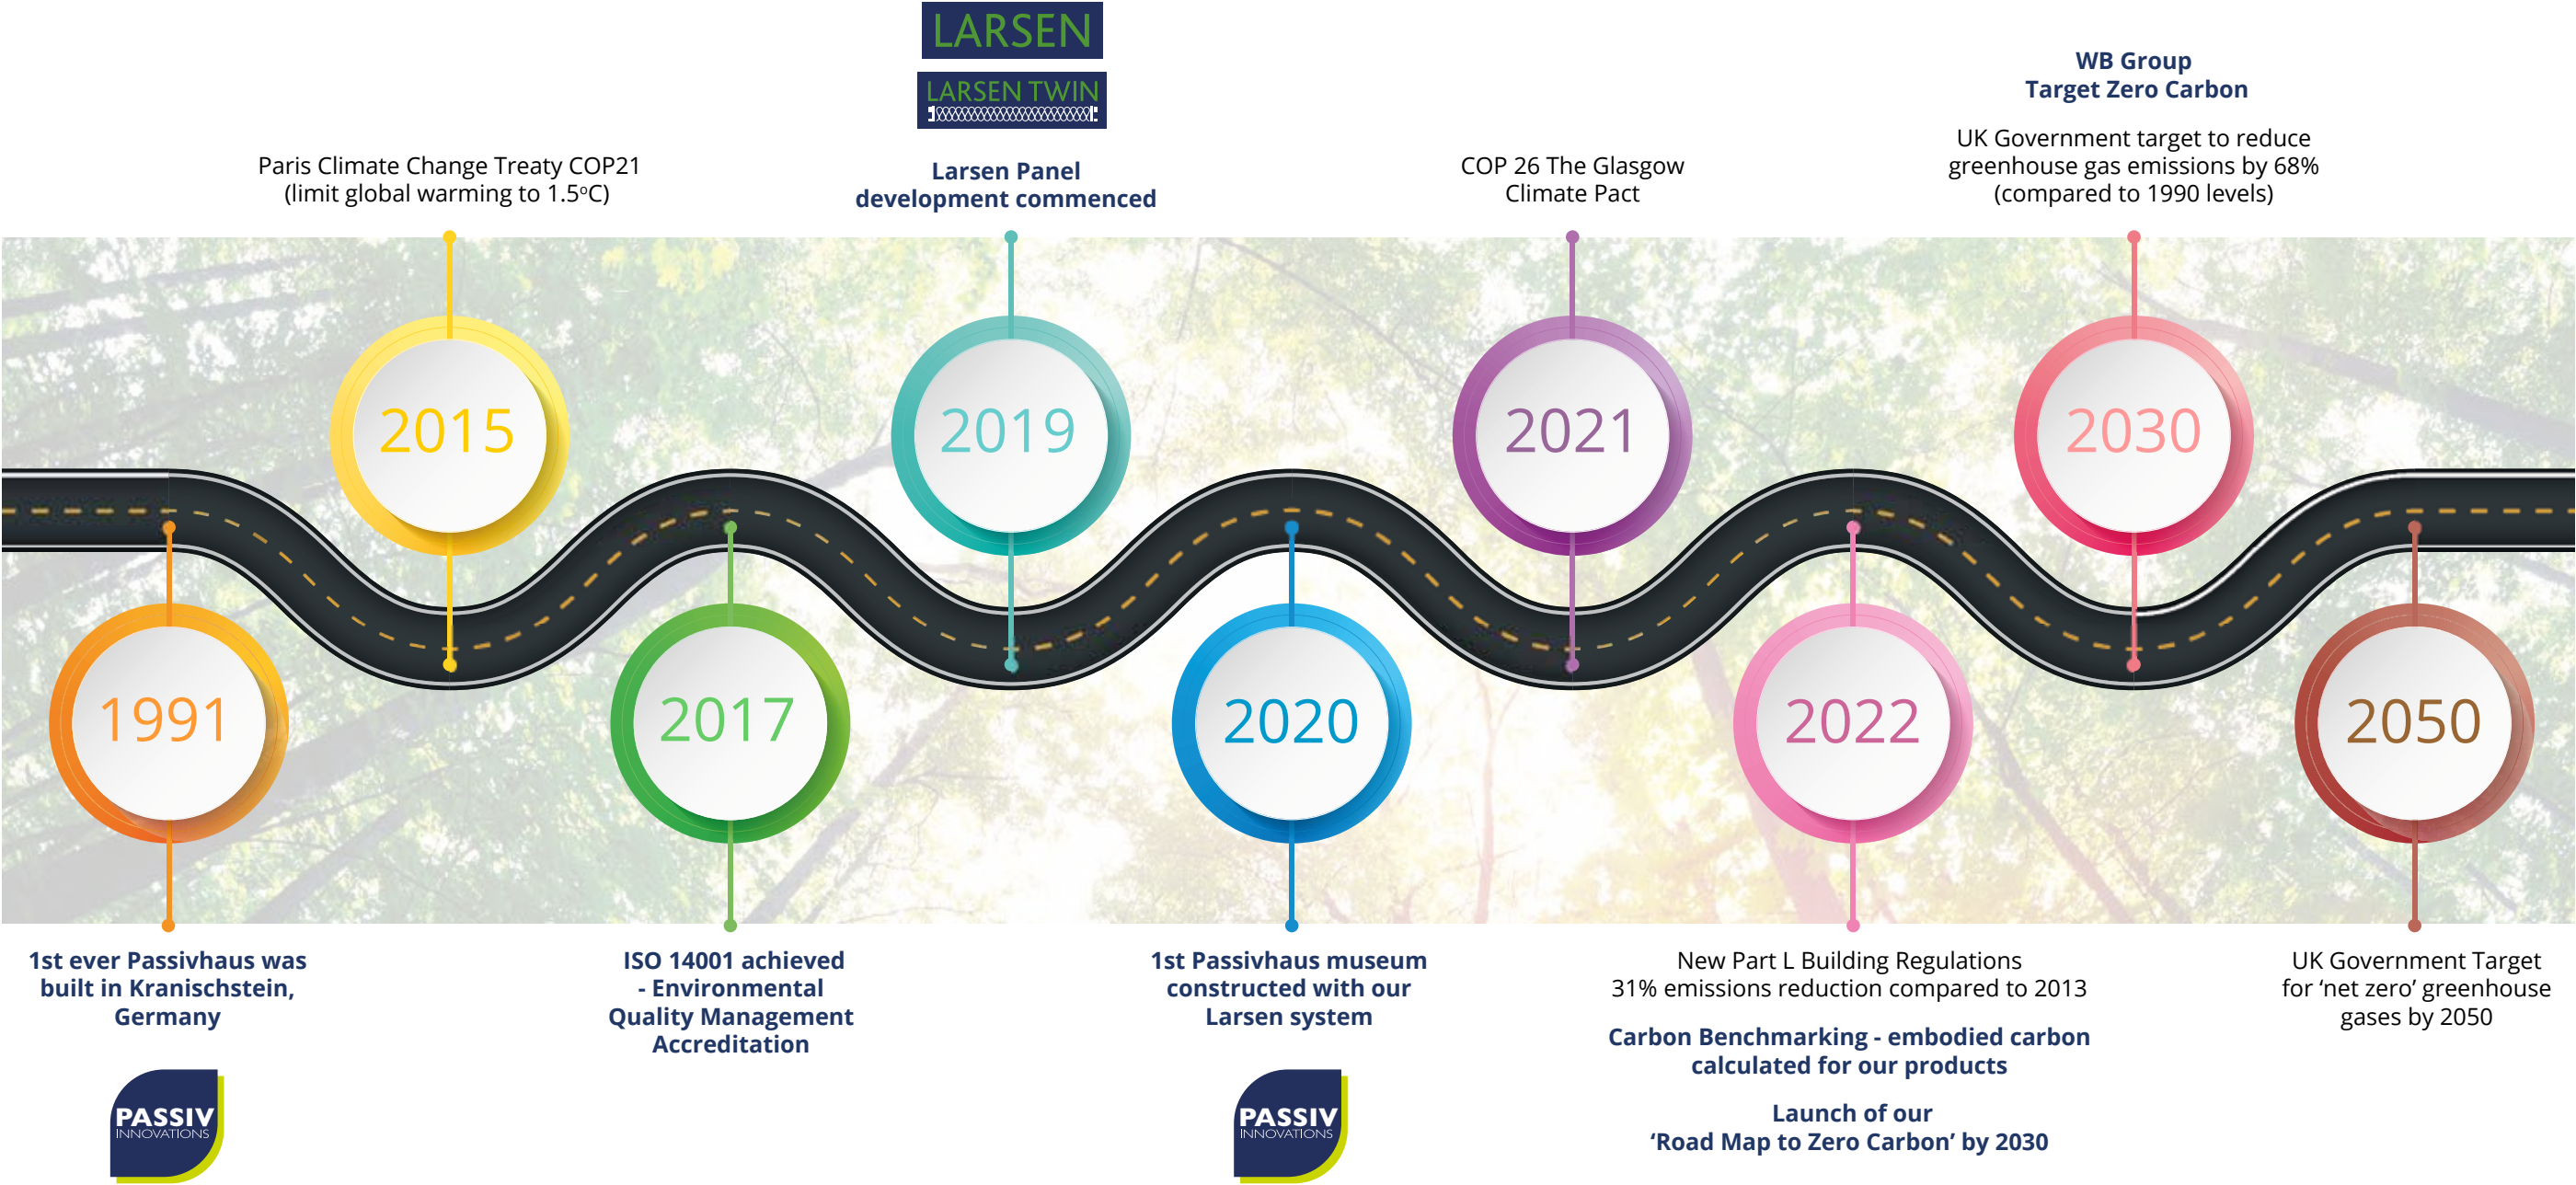 LARSEN
LARSEN TWIN
WB Group
Target Zero Carbon
Paris Climate Change Treaty COP21
(limit global warming to 1.5°C)
Larsen Panel
development commenced
COP 26 The Glasgow
Climate Pact
UK Government target to reduce
greenhouse gas emissions by 68%
(compared to 1990 levels)
2015
2019
2021
2030
1991
2017
2020
2022
2050
1st ever Passivhaus was
built in Kranischstein,
Germany
PASSIV
INNOVATIONS
ISO 14001 achieved
- Environmental
Quality Management
Accreditation
1st Passivhaus museum
constructed with our
Larsen system
PASSIV
INNOVATIONS
New Part L Building Regulations
31% emissions reduction compared to 2013
Carbon Benchmarking - embodied carbon
calculated for our products
Launch of our
‘Road Map to Zero Carbon’ by 2030
UK Government Target
for ‘net zero’ greenhouse
gases by 2050